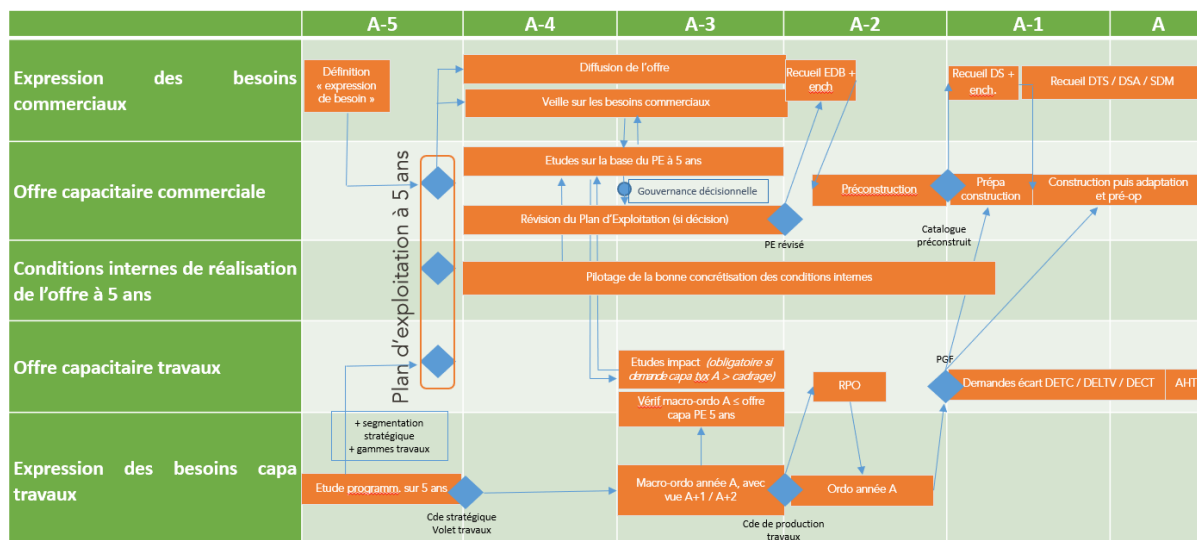 A-5 A-4 A-3 A-2 A-1 A
Expression des besoins
commerciaux
Définition
« expression
de besoin »
Diffusion de l'offre
Veille sur les besoins commerciaux
Recueil EDB +
ench
Recueil DS +
ench.
Recueil DTS / DSA / SDM
Offre capacitaire commerciale
Plan d'exploitation à 5 ans
Etudes sur la base du PE à 5 ans
Gouvernance décisionnelle
Révision du Plan d'Exploitation (si décision)
PE révisé
Préconstruction
Catalogue
préconstruit
Prépa
construction
Construction puis adaptation
et pré-op
Conditions internes de réalisation
de l'offre à 5 ans
Pilotage de la bonne concrétisation des conditions internes
Offre capacitaire travaux
Etudes impact (obligatoire si
demande capa tvx A > cadrage)
Vérif macro-ordo A ≤ offre
capa PE 5 ans
RPO
PGF
Demandes écart DETC / DELTV / DECT
AHT
Expression des besoins capa
travaux
+ segmentation
stratégique
+ gammes travaux
Etude programm. sur 5 ans
Cde stratégique
Volet travaux
Macro-ordo année A, avec
vue A+1 / A+2
Cde de production
travaux
Ordo année A